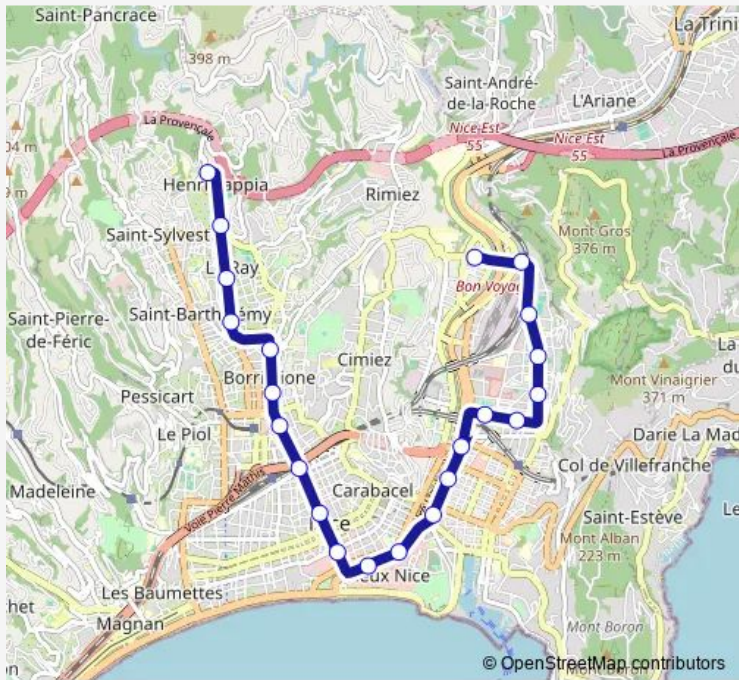 Saint-Pancrace
La Trini
398 m
Saint-André-
de-la-Roche
L'Ariane
La Provençale
Nice Est
55
Nice Est
55
La Provençale
Rimiez
Saint-Sylvest
Mont Gros
376 m
Bon Voyag
Saint-Pierre-
de-Féric
Cimiez
Mont Vinaigrier
371 m
Pessicart
Le Piol
Darie La Mad
Col de Villefranche
Madeleine
Voie Pierre Mathis
Carabacel
Saint-Estève
Mont Alban
223 m
Les Baumettes
Magnan
Mont Boron
© OpenStreetMap contributors